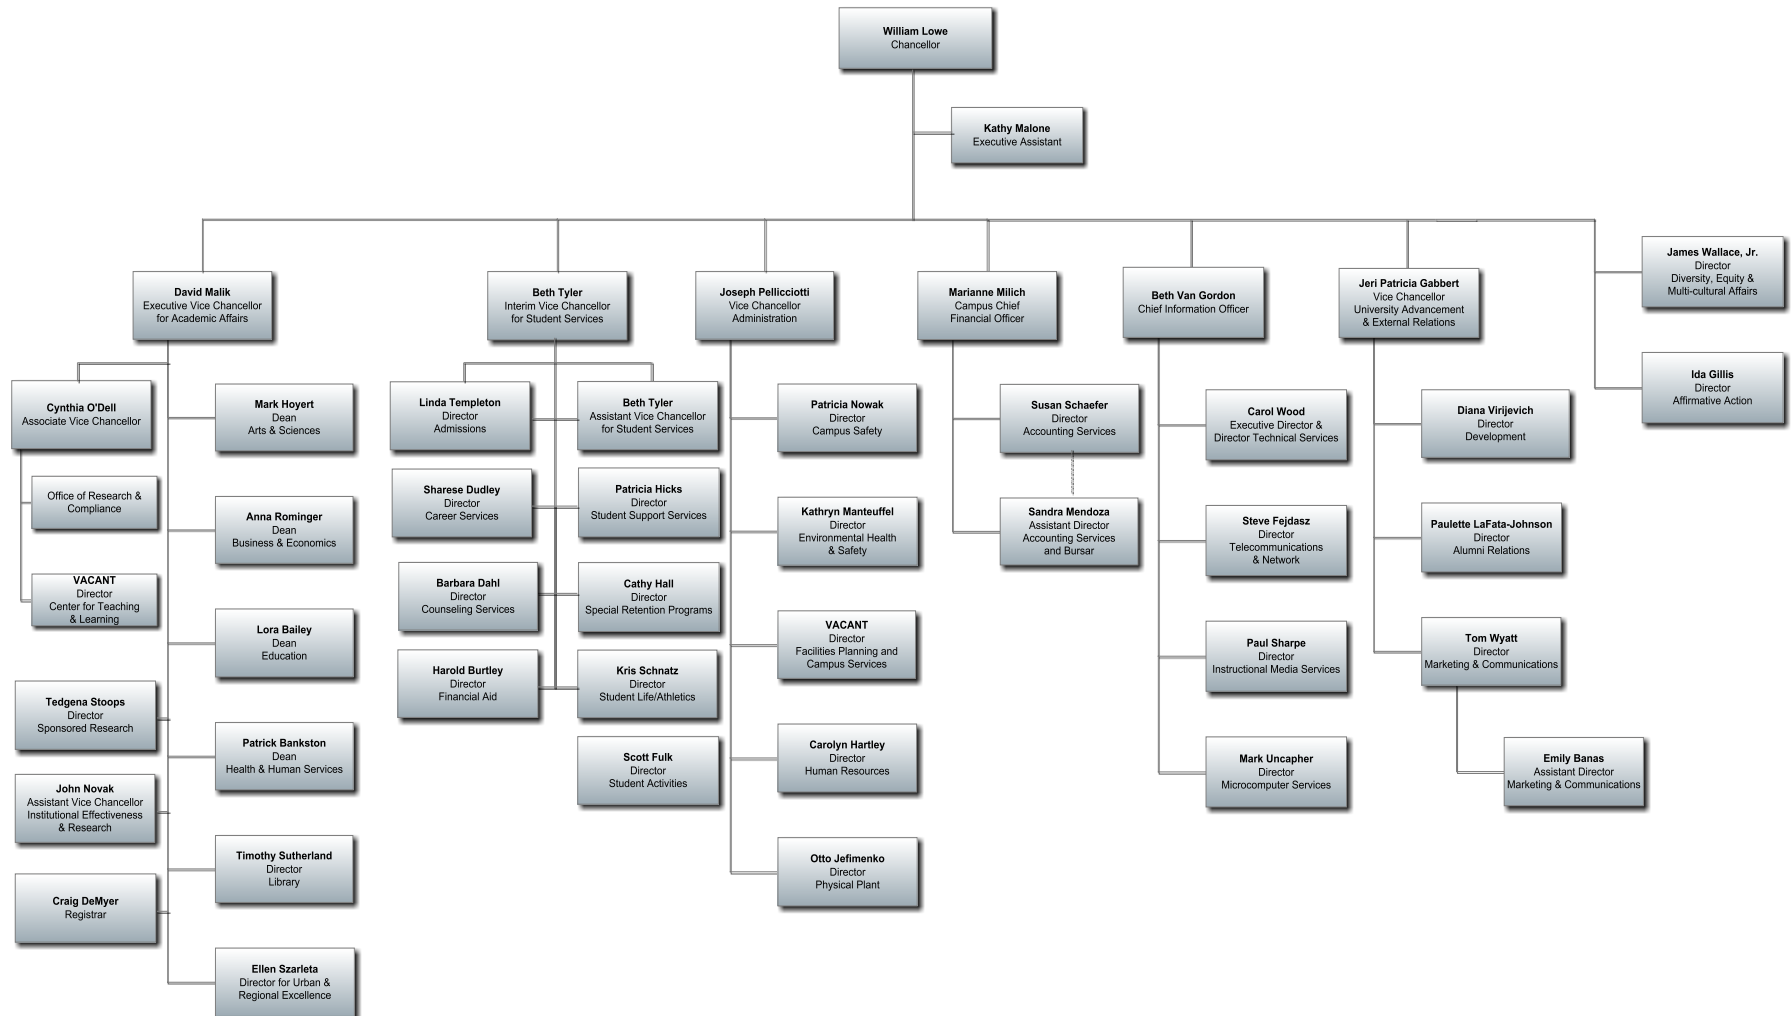 William Lowe
Chancellor
Kathy Malone
Executive Assistant
David Malik
Executive Vice Chancellor
for Academic Affairs
Cynthia O'Dell
Associate Vice Chancellor
Office of Research &
Compliance
VACANT
Director
Center for Teaching
& Learning
Tedgena Stoops
Director
Sponsored Research
John Novak
Assistant Vice Chancellor
Institutional Effectiveness
& Research
Craig DeMyer
Registrar
Mark Hoyert
Dean
Arts & Sciences
Anna Rominger
Dean
Business & Economics
Lora Bailey
Dean
Education
Patrick Bankston
Dean
Health & Human Services
Timothy Sutherland
Director
Library
Ellen Szarleta
Director for Urban &
Regional Excellence
Beth Tyler
Interim Vice Chancellor
for Student Services
Linda Templeton
Director
Admissions
Sharese Dudley
Director
Career Services
Barbara Dahl
Director
Counseling Services
Harold Burtley
Director
Financial Aid
Beth Tyler
Assistant Vice Chancellor
for Student Services
Patricia Hicks
Director
Student Support Services
Cathy Hall
Director
Special Retention Programs
Kris Schnatz
Director
Student Life/Athletics
Scott Fulk
Director
Student Activities
Joseph Pellicciotti
Vice Chancellor
Administration
Patricia Nowak
Director
Campus Safety
Kathryn Manteuffel
Director
Environmental Health
& Safety
VACANT
Director
Facilities Planning and
Campus Services
Carolyn Hartley
Director
Human Resources
Otto Jefimenko
Director
Physical Plant
Marianne Milich
Campus Chief
Financial Officer
Susan Schaefer
Director
Accounting Services
Sandra Mendoza
Assistant Director
Accounting Services
and Bursar
Beth Van Gordon
Chief Information Officer
Carol Wood
Executive Director &
Director Technical Services
Steve Fejdasz
Director
Telecommunications
& Network
Paul Sharpe
Director
Instructional Media Services
Mark Uncapher
Director
Microcomputer Services
Jeri Patricia Gabbert
Vice Chancellor
University Advancement
& External Relations
Diana Virijevich
Director
Development
Paulette LaFata-Johnson
Director
Alumni Relations
Tom Wyatt
Director
Marketing & Communications
Emily Banas
Assistant Director
Marketing & Communications
James Wallace, Jr.
Director
Diversity, Equity &
Multi-cultural Affairs
Ida Gillis
Director
Affirmative Action